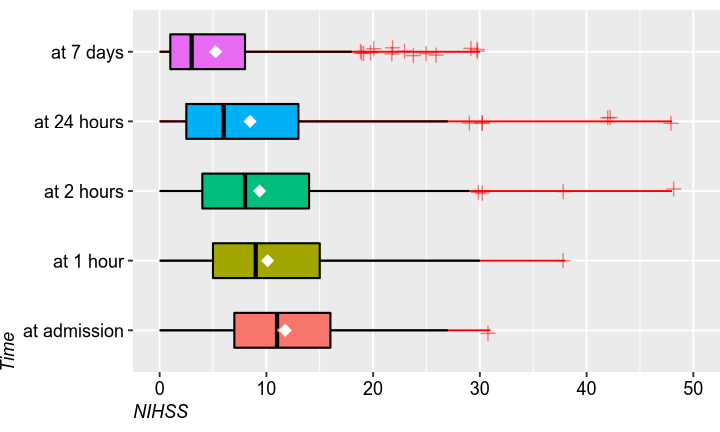 at 7 days
at 24 hours
at 2 hours
at 1 hour
at admission
Time
0 10 20 30 40 50
NIHSS